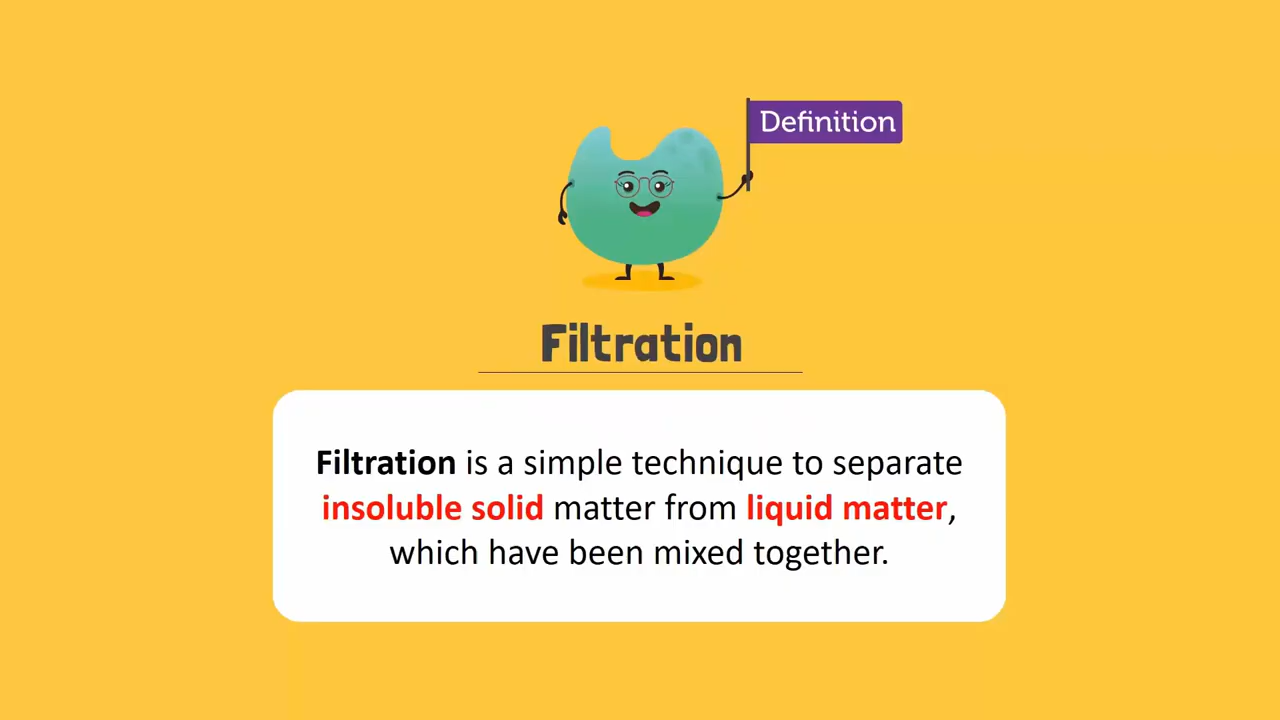 Definition
Filtration
Filtration is a simple technique to separate
insoluble solid matter from liquid matter,
which have been mixed together.